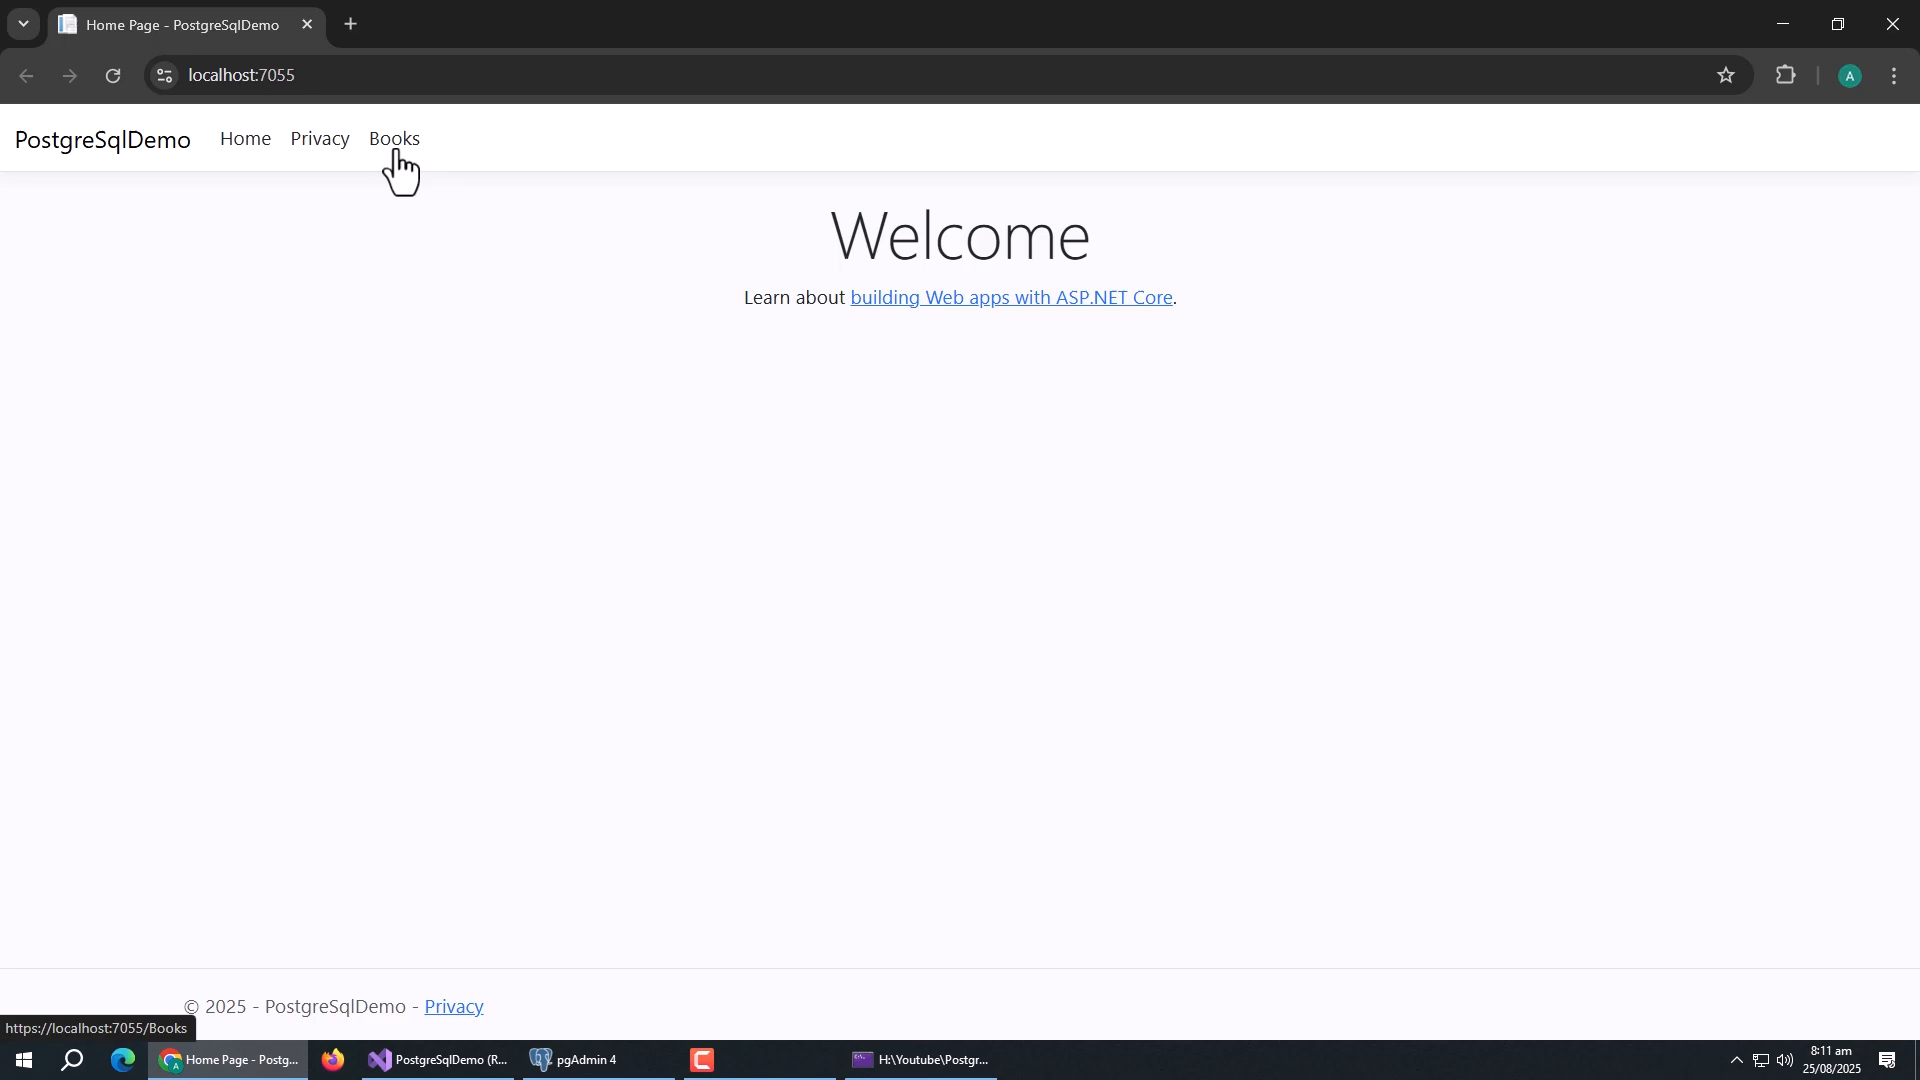 Home Page - PostgreSqlDemo
localhost:7055
A
PostgreSqlDemo Home Privacy Books
Welcome
Learn about building Web apps with ASP.NET Core.
© 2025 - PostgreSqlDemo - Privacy
https://localhost:7055/Books
A Home Page - Postg... PostgreSqlDemo (R... pgAdmin 4 H:\Youtube\Postgr... 8:11 am
25/08/2025